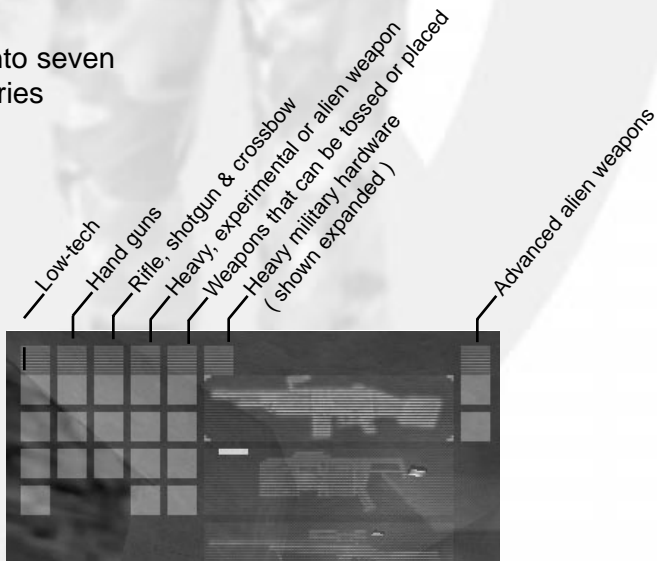 nto seven
ries
Low-tech
Hand guns
Rifle, shotgun & crossbow
Heavy, experimental or alien weapon
Weapons that can be tossed or placed
Heavy military hardware
( shown expanded )
Advanced alien weapons